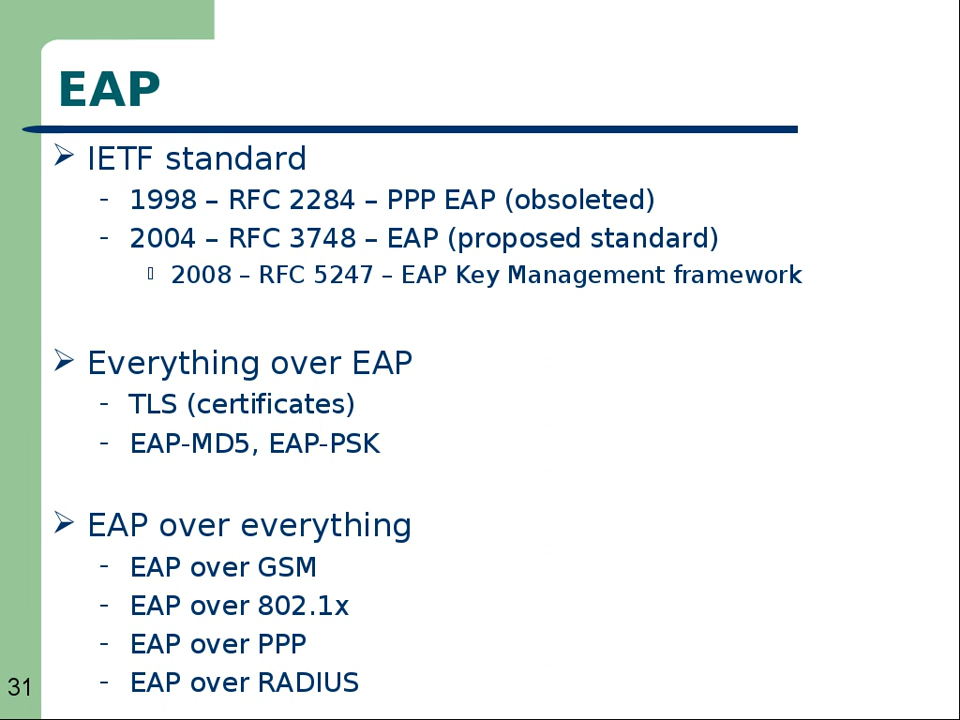 EAP
IETF standard
1998 – RFC 2284 – PPP EAP (obsoleted)
2004 – RFC 3748 – EAP (proposed standard)
2008 – RFC 5247 – EAP Key Management framework
Everything over EAP
TLS (certificates)
EAP-MD5, EAP-PSK
EAP over everything
EAP over GSM
EAP over 802.1x
EAP over PPP
EAP over RADIUS
31